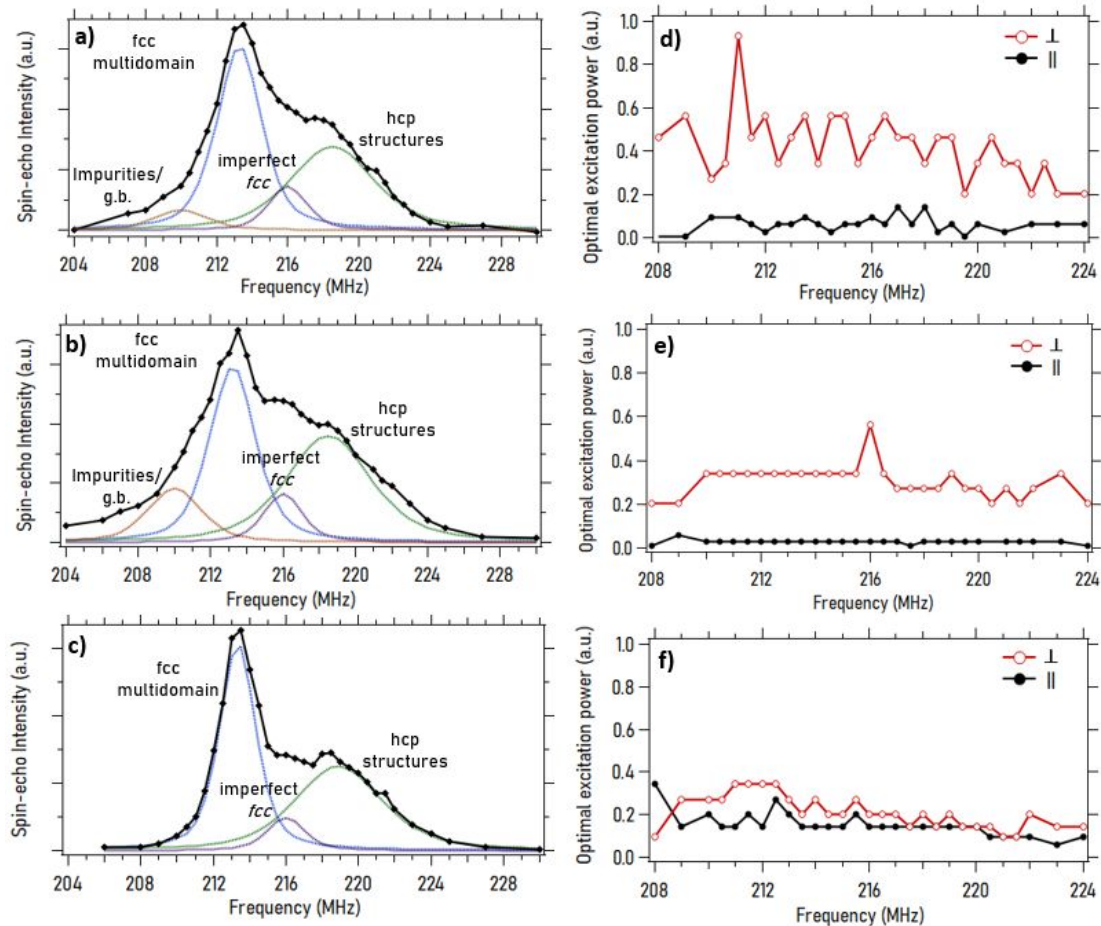 a)
fcc
multidomain
hcp
structures
imperfect
fcc
Impurities/
g.b.
Spin-echo Intensity (a.u.)
204 208 212 216 220 224 228
Frequency (MHz)
d)
⊥
||
Optimal excitation power (a.u.)
1.0
0.8
0.6
0.4
0.2
0.0
208 212 216 220 224
Frequency (MHz)
b)
fcc
multidomain
hcp
structures
Impurities/
g.b.
imperfect
fcc
Spin-echo Intensity (a.u.)
204 208 212 216 220 224 228
Frequency (MHz)
e)
⊥
||
Optimal excitation power (a.u.)
1.0
0.8
0.6
0.4
0.2
0.0
208 212 216 220 224
Frequency (MHz)
c)
fcc
multidomain
hcp
structures
imperfect
fcc
Spin-echo Intensity (a.u.)
204 208 212 216 220 224 228
Frequency (MHz)
f)
⊥
||
Optimal excitation power (a.u.)
1.0
0.8
0.6
0.4
0.2
0.0
208 212 216 220 224
Frequency (MHz)